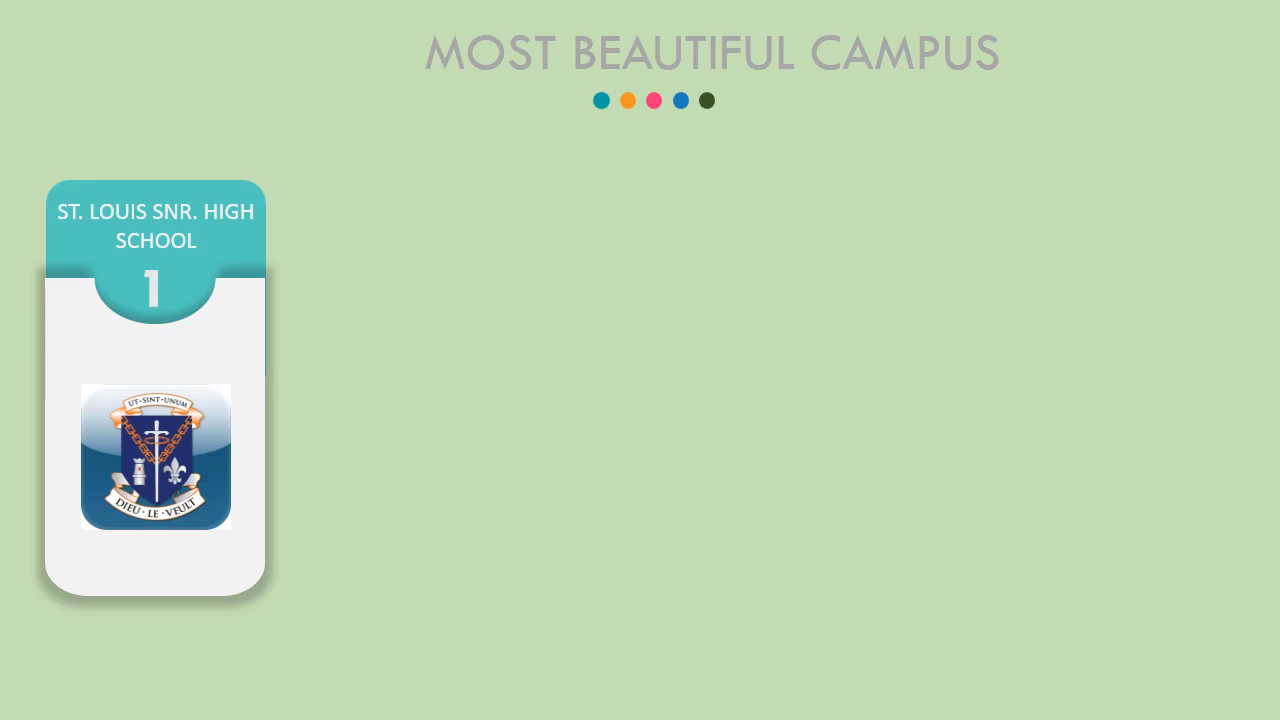 MOST BEAUTIFUL CAMPUS
ST. LOUIS SNR. HIGH
SCHOOL
1
UT·SINT·UNUM
DIEU·LE·VEULT